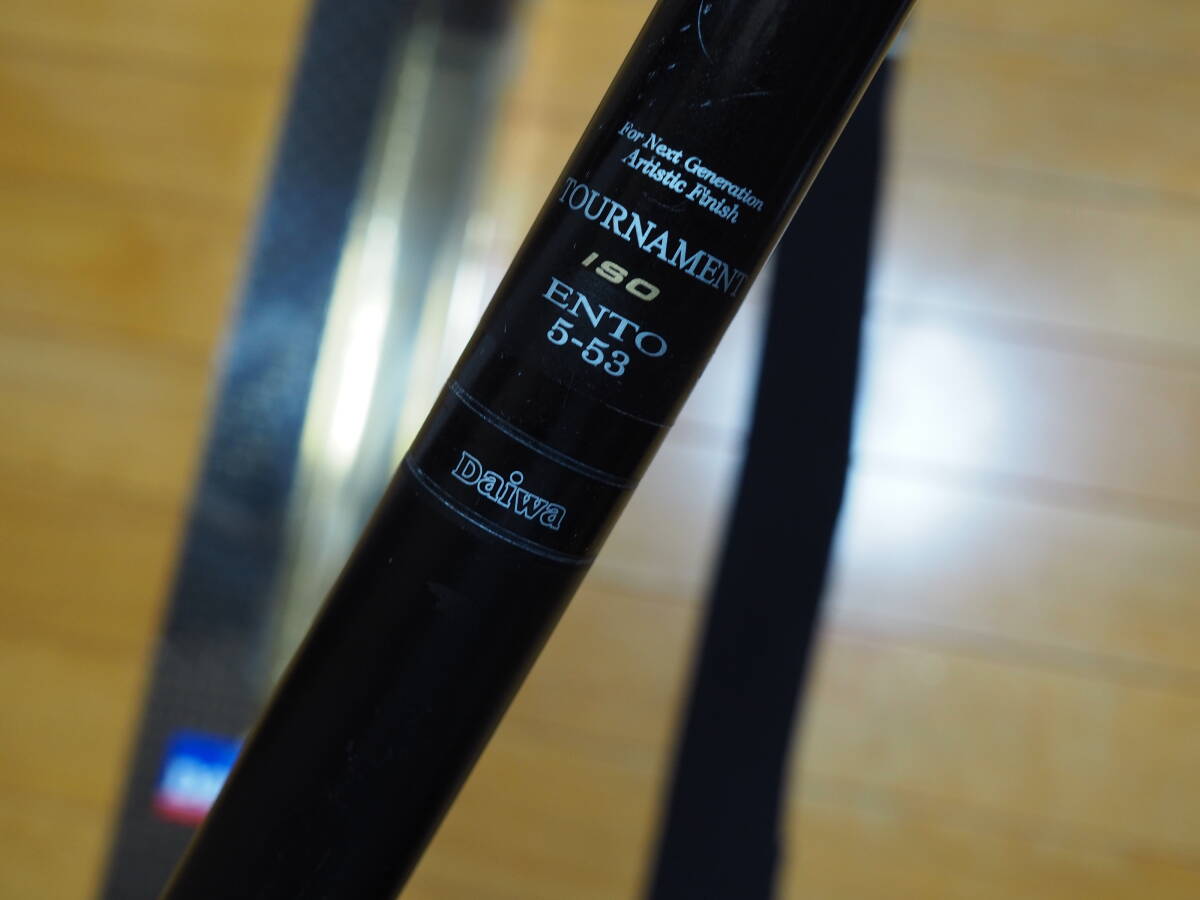 For Next Generation
Artistic Finish
TOURNAMENT
ISO
ENTO
5-53
Daiwa